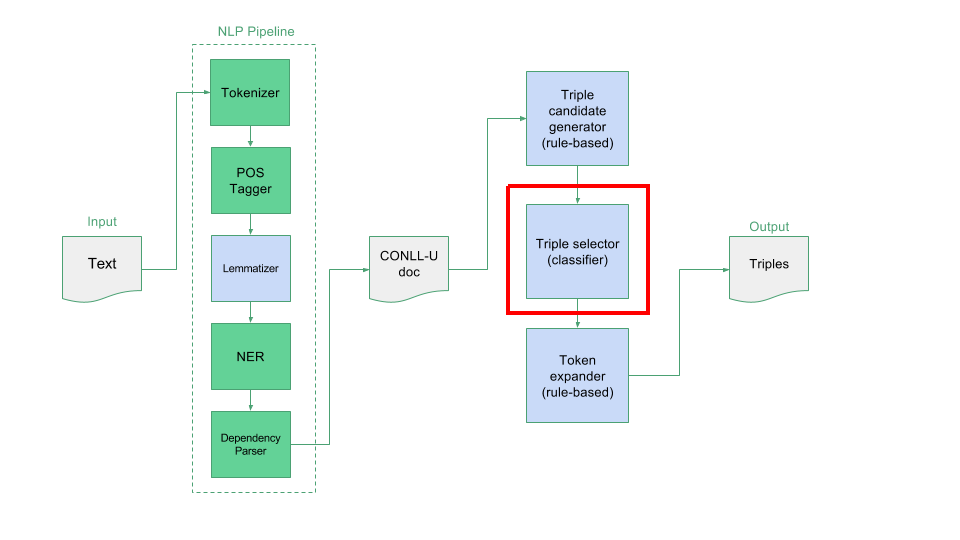 NLP Pipeline
Tokenizer
POS
Tagger
Lemmatizer
NER
Dependency
Parser
Input
Text
CONLL-U
doc
Triple
candidate
generator
(rule-based)
Triple selector
(classifier)
Token
expander
(rule-based)
Output
Triples